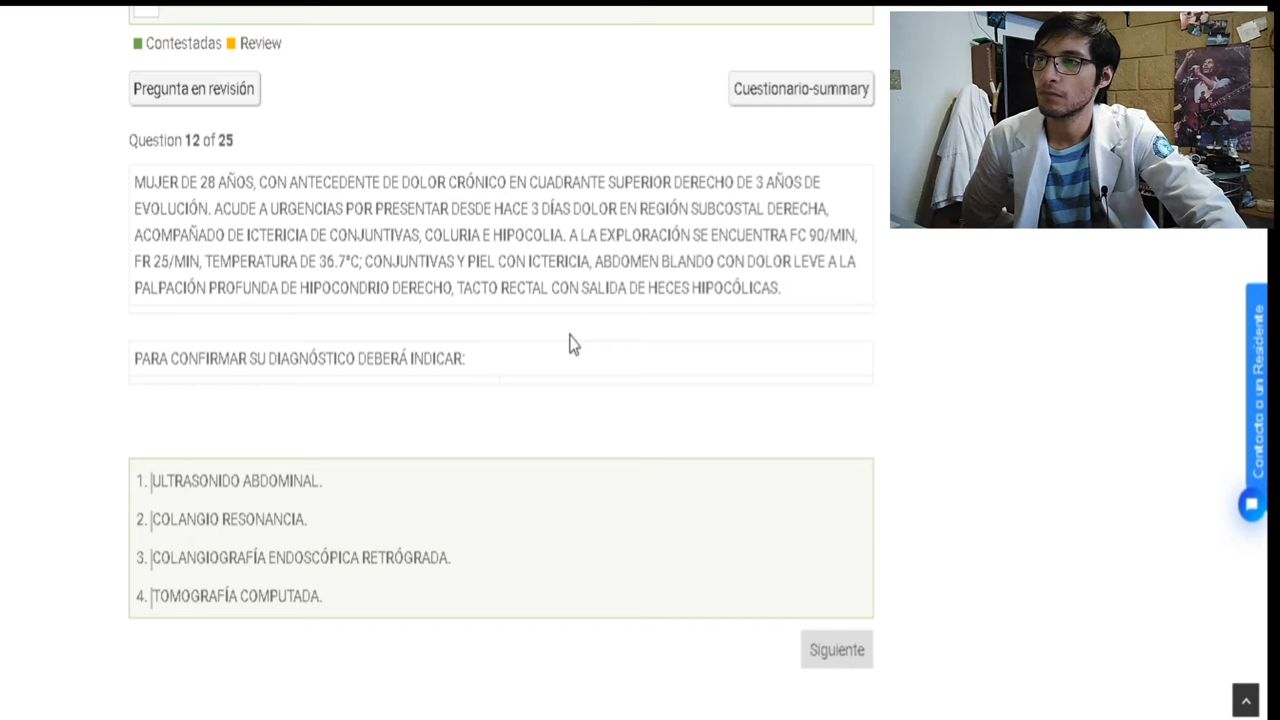 Contestadas Review
Pregunta en revisión
Cuestionario-summary
Question 12 of 25
MUJER DE 28 AÑOS, CON ANTECEDENTE DE DOLOR CRÓNICO EN CUADRANTE SUPERIOR DERECHO DE 3 AÑOS DE
EVOLUCIÓN. ACUDE A URGENCIAS POR PRESENTAR DESDE HACE 3 DÍAS DOLOR EN REGIÓN SUBCOSTAL DERECHA,
ACOMPAÑADO DE ICTERICIA DE CONJUNTIVAS, COLURIA E HIPOCOLIA. A LA EXPLORACIÓN SE ENCUENTRA FC 90/MIN,
FR 25/MIN, TEMPERATURA DE 36.7°C; CONJUNTIVAS Y PIEL CON ICTERICIA, ABDOMEN BLANDO CON DOLOR LEVE A LA
PALPACIÓN PROFUNDA DE HIPOCONDRIO DERECHO, TACTO RECTAL CON SALIDA DE HECES HIPOCÓLICAS.
PARA CONFIRMAR SU DIAGNÓSTICO DEBERÁ INDICAR:
1. ULTRASONIDO ABDOMINAL.
2. COLANGIO RESONANCIA.
3. COLANGIOGRAFÍA ENDOSCÓPICA RETRÓGRADA.
4. TOMOGRAFÍA COMPUTADA.
Siguiente
Contacta a un Residente